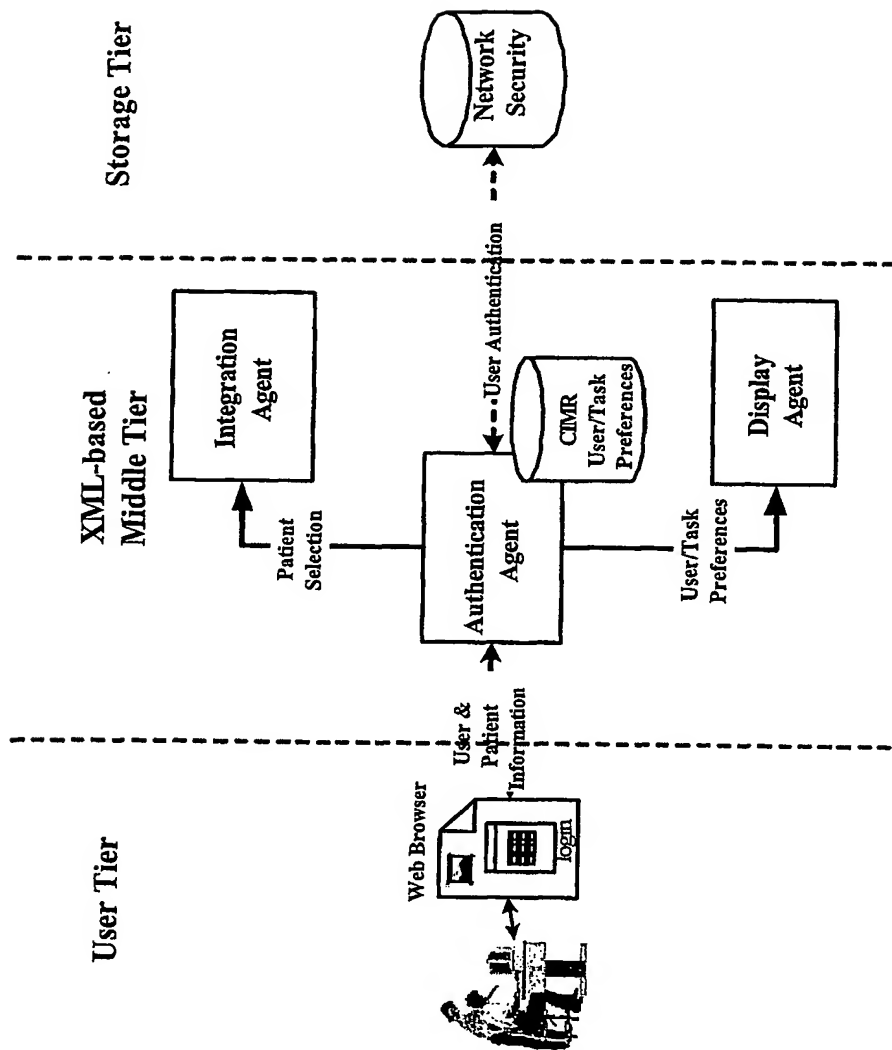 User Tier
XML-based
Middle Tier
Storage Tier
Web Browser
login
User &
Patient
Information
Patient
Selection
Integration
Agent
Authentication
Agent
CIMR
User/Task
Preferences
User Authentication
Network
Security
User/Task
Preferences
Display
Agent